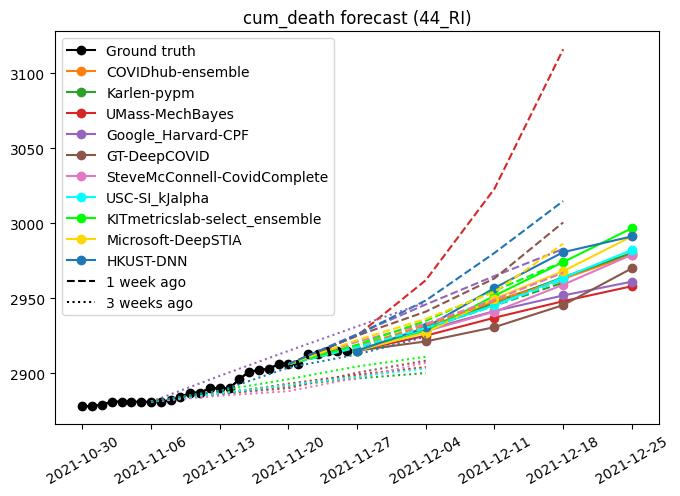 cum_death forecast (44_RI)
Ground truth
COVIDhub-ensemble
Karlen-pypm
UMass-MechBayes
Google_Harvard-CPF
GT-DeepCOVID
SteveMcConnell-CovidComplete
USC-SI_kJalpha
KITmetricslab-select_ensemble
Microsoft-DeepSTIA
HKUST-DNN
1 week ago
3 weeks ago
3100
3050
3000
2950
2900
2021-10-30
2021-11-06
2021-11-13
2021-11-20
2021-11-27
2021-12-04
2021-12-11
2021-12-18
2021-12-25